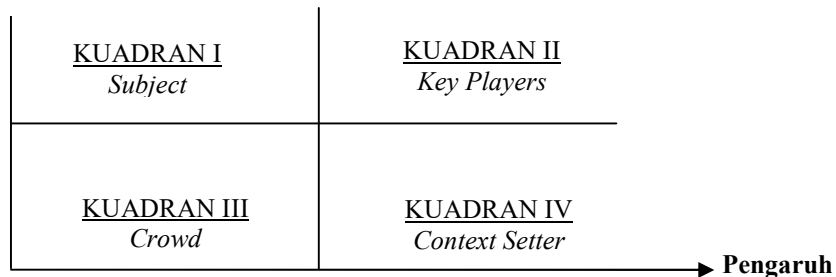 KUADRAN I
Subject
KUADRAN II
Key Players
KUADRAN III
Crowd
KUADRAN IV
Context Setter
Pengaruh